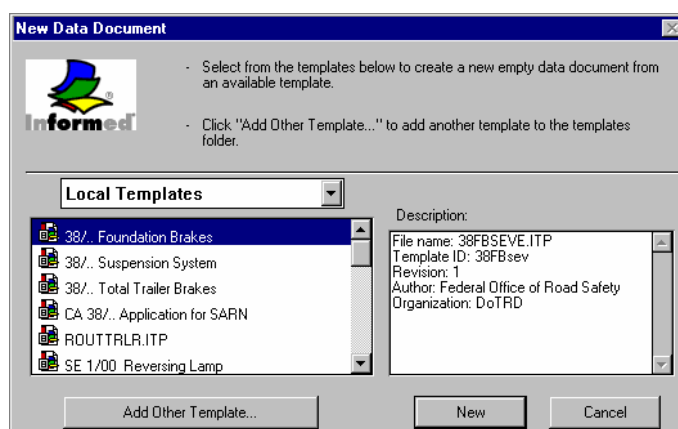 New Data Document
- Select from the templates below to create a new empty data document from
an available template.
Informed®
- Click "Add Other Template..." to add another template to the templates
folder.
Local Templates
38/.. Foundation Brakes
38/.. Suspension System
38/.. Total Trailer Brakes
CA 38/.. Application for SARN
ROUTTRLR.ITP
SE 1/00 Reversing Lamp
Description:
File name: 38FBSEVE.ITP
Template ID: 38FBsev
Revision: 1
Author: Federal Office of Road Safety
Organization: DoTRD
Add Other Template...
New
Cancel